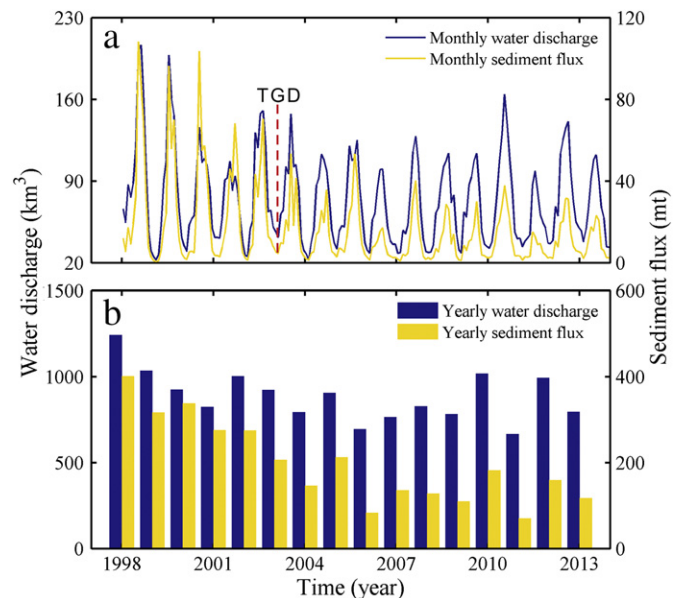 230
160
90
20
a
TGD
Monthly water discharge
Monthly sediment flux
120
80
40
0
Water discharge (km³)
Sediment flux (mt)
1500
1000
500
0
b
Yearly water discharge
Yearly sediment flux
600
400
200
0
1998 2001 2004 2007 2010 2013
Time (year)